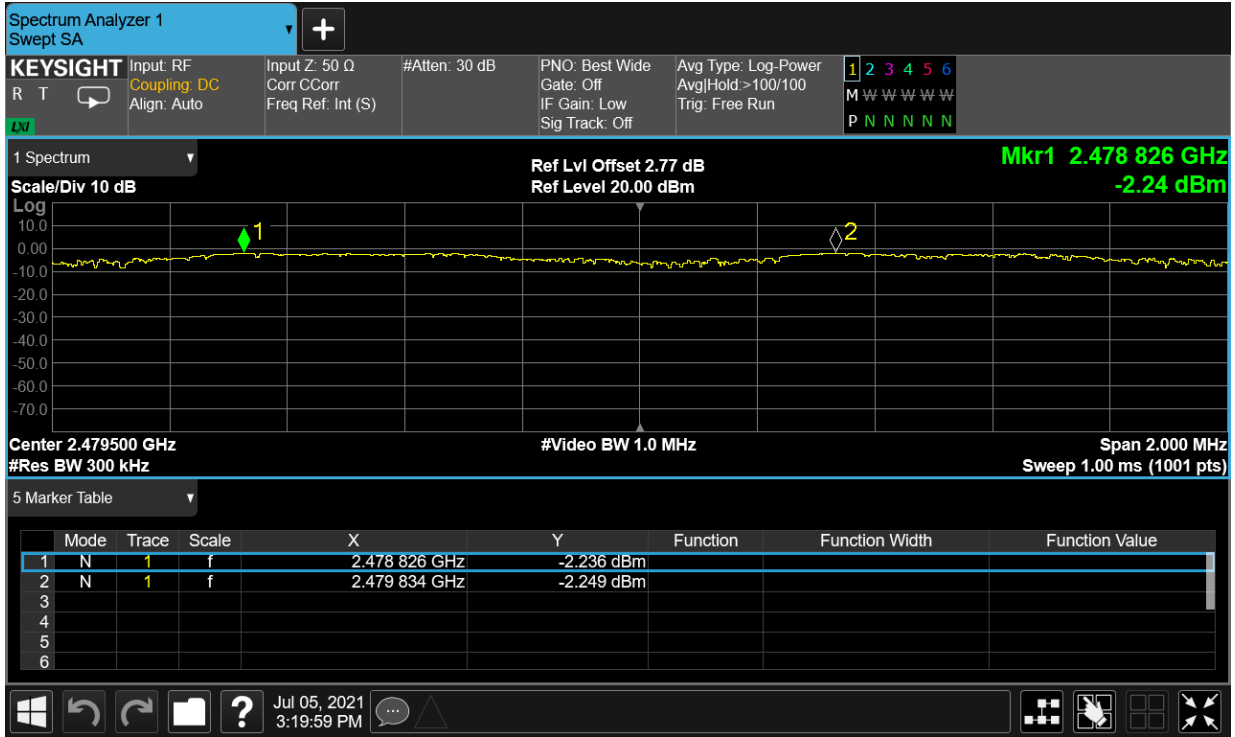 Spectrum Analyzer 1
Swept SA
KEYSIGHT
R T
LXI
Input: RF
Coupling: DC
Align: Auto
Input Z: 50 Ω
Corr CCorr
Freq Ref: Int (S)
#Atten: 30 dB
PNO: Best Wide
Gate: Off
IF Gain: Low
Sig Track: Off
Avg Type: Log-Power
Avg|Hold:>100/100
Trig: Free Run
1 2 3 4 5 6
M W W W W W
P N N N N N
1 Spectrum
Scale/Div 10 dB
Ref Lvl Offset 2.77 dB
Ref Level 20.00 dBm
Mkr1 2.478 826 GHz
-2.24 dBm
Log
10.0
0.00
-10.0
-20.0
-30.0
-40.0
-50.0
-60.0
-70.0
1
2
Center 2.479500 GHz
#Video BW 1.0 MHz
Span 2.000 MHz
#Res BW 300 kHz
Sweep 1.00 ms (1001 pts)
5 Marker Table
Mode Trace Scale X Y Function Function Width Function Value
1 N 1 f 2.478 826 GHz -2.236 dBm
2 N 1 f 2.479 834 GHz -2.249 dBm
3
4
5
6
?
Jul 05, 2021
3:19:59 PM